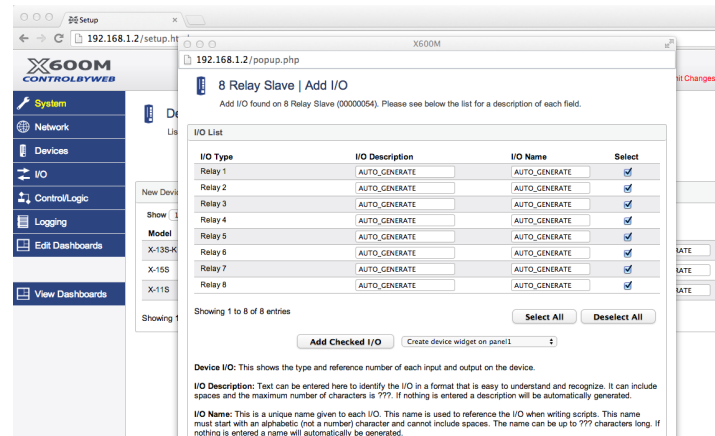 Setup
192.168.1.2/setup.ht
X600M
192.168.1.2/popup.php
X600M
CONTROLBYWEB
8 Relay Slave | Add I/O
Add I/O found on 8 Relay Slave (00000054). Please see below the list for a description of each field.
System
Network
Devices
I/O
Control/Logic
Logging
Edit Dashboards
View Dashboards
De
Lis
New Devi
Show 1
Model
X-13S-K
X-15S
X-11S
Showing 1
I/O List
I/O Type I/O Description I/O Name Select
Relay 1 AUTO_GENERATE AUTO_GENERATE
Relay 2 AUTO_GENERATE AUTO_GENERATE
Relay 3 AUTO_GENERATE AUTO_GENERATE
Relay 4 AUTO_GENERATE AUTO_GENERATE
Relay 5 AUTO_GENERATE AUTO_GENERATE
Relay 6 AUTO_GENERATE AUTO_GENERATE
Relay 7 AUTO_GENERATE AUTO_GENERATE
Relay 8 AUTO_GENERATE AUTO_GENERATE
Showing 1 to 8 of 8 entries
Select All Deselect All
Add Checked I/O Create device widget on panel1
Device I/O: This shows the type and reference number of each input and output on the device.
I/O Description: Text can be entered here to identify the I/O in a format that is easy to understand and recognize. It can include
spaces and the maximum number of characters is ???. If nothing is entered a description will be automatically generated.
I/O Name: This is a unique name given to each I/O. This name is used to reference the I/O when writing scripts. This name
must start with an alphabetic (not a number) character and cannot include spaces. The name can be up to ??? characters long. If
nothing is entered a name will automatically be generated.
nit Changes
RATE
RATE
RATE